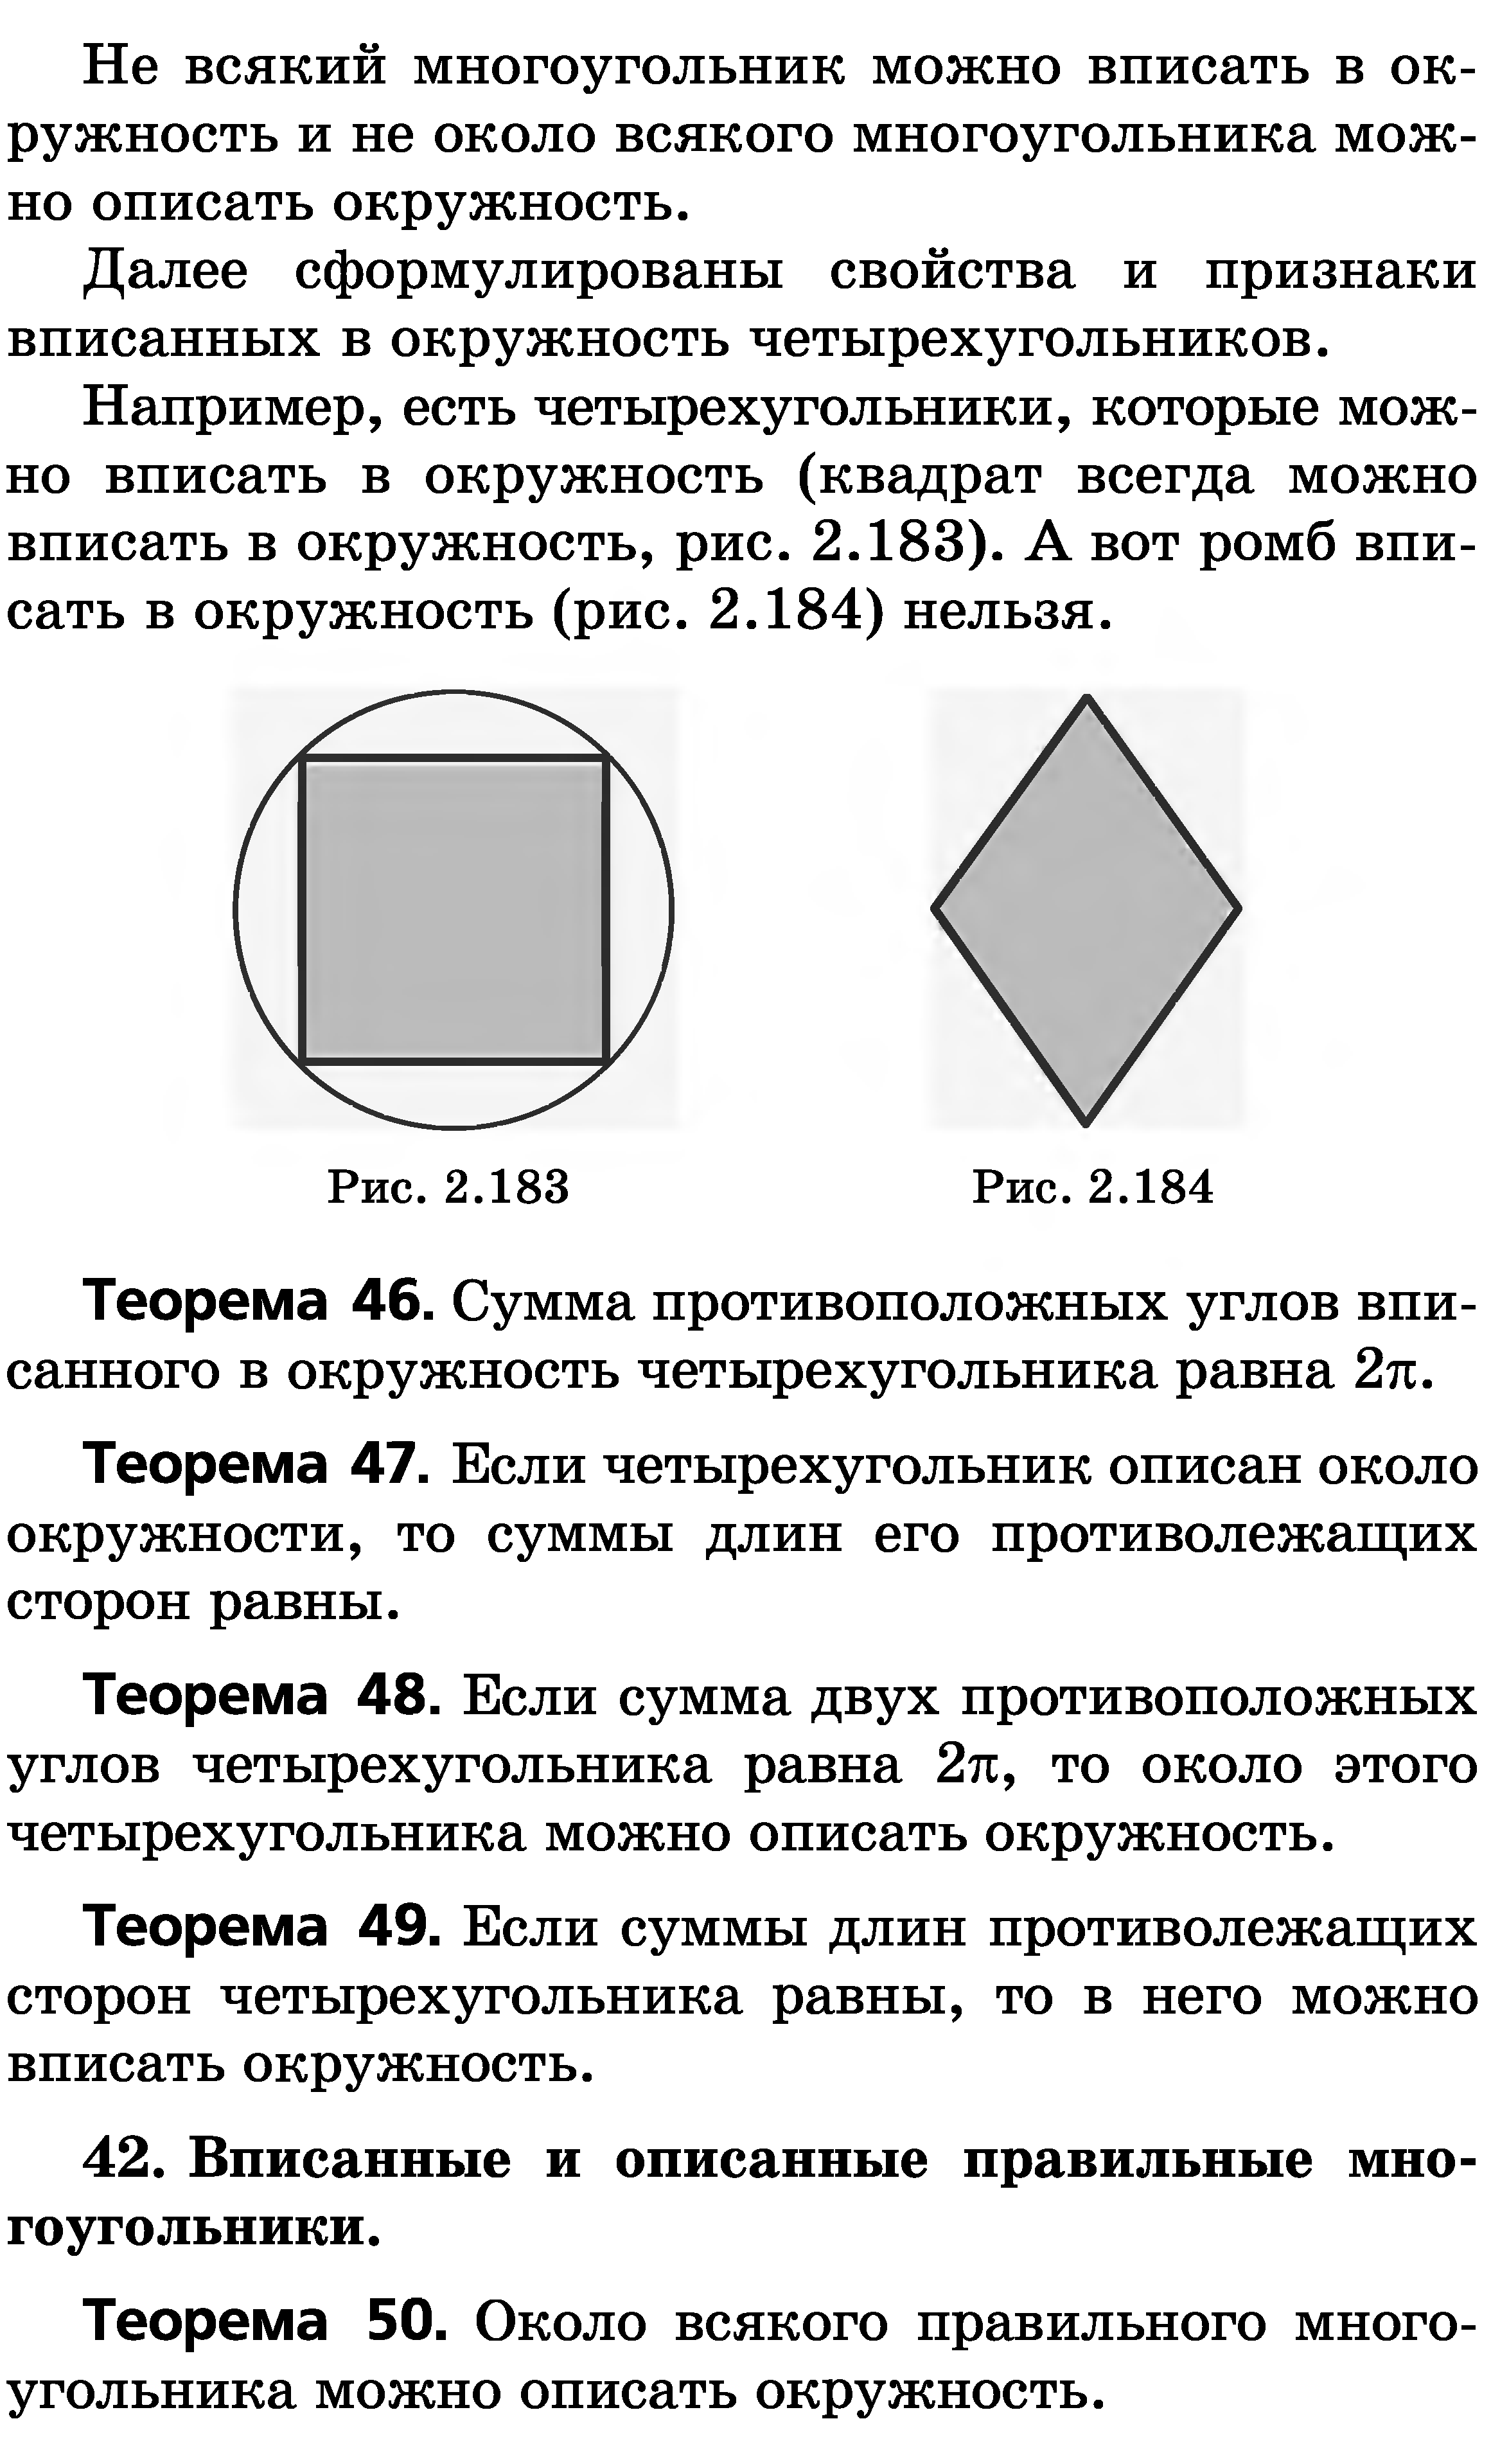 Не всякий многоугольник можно вписать в ок-
ружность и не около всякого многоугольника мож-
но описать окружность.
Далее сформулированы свойства и признаки
вписанных в окружность четырехугольников.
Например, есть четырехугольники, которые мож-
но вписать в окружность (квадрат всегда можно
вписать в окружность, рис. 2.183). А вот ромб впи-
сать в окружность (рис. 2.184) нельзя.
Рис. 2.183
Рис. 2.184
Теорема 46. Сумма противоположных углов впи-
санного в окружность четырехугольника равна 2π.
Теорема 47. Если четырехугольник описан около
окружности, то суммы длин его противолежащих
сторон равны.
Теорема 48. Если сумма двух противоположных
углов четырехугольника равна 2π, то около этого
четырехугольника можно описать окружность.
Теорема 49. Если суммы длин противолежащих
сторон четырехугольника равны, то в него можно
вписать окружность.
42. Вписанные и описанные правильные мно-
гоугольники.
Теорема 50. Около всякого правильного много-
угольника можно описать окружность.